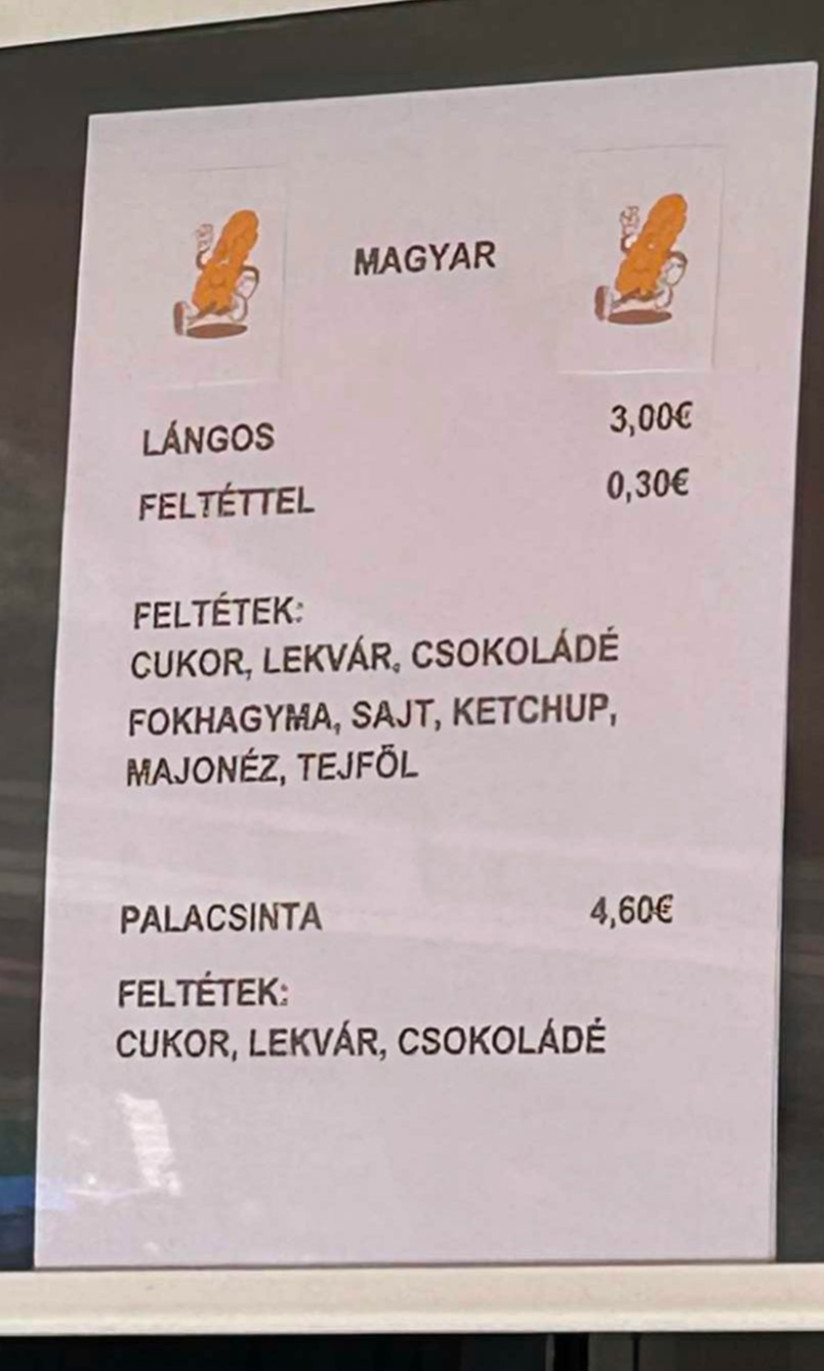 MAGYAR
LÁNGOS 3,00€
FELTÉTTEL 0,30€
FELTÉTEK:
CUKOR, LEKVÁR, CSOKOLÁDÉ
FOKHAGYMA, SAJT, KETCHUP,
MAJONÉZ, TEJFÖL
PALACSINTA 4,60€
FELTÉTEK:
CUKOR, LEKVÁR, CSOKOLÁDÉ